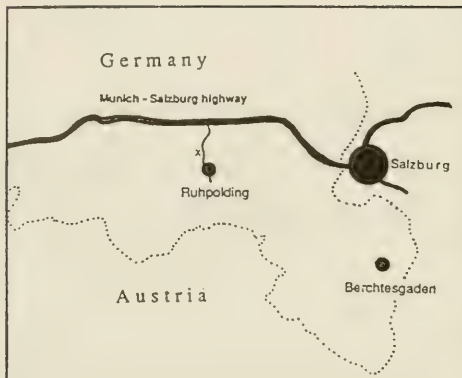 Germany
Munich - Salzburg highway
x
Salzburg
Ruhpolding
Berchtesgaden
Austria